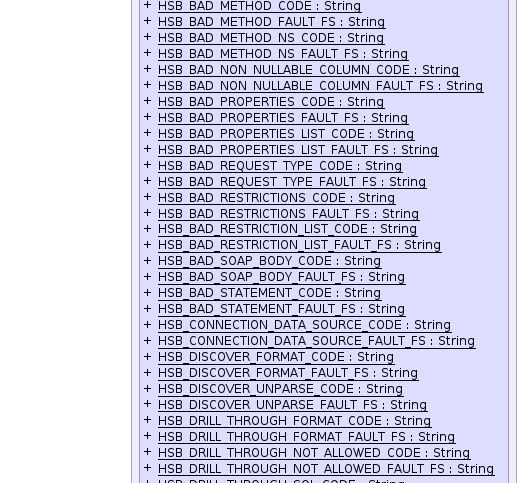 + HSB_BAD_METHOD_CODE : String
+ HSB_BAD_METHOD_FAULT_FS : String
+ HSB_BAD_METHOD_NS_CODE : String
+ HSB_BAD_METHOD_NS_FAULT_FS : String
+ HSB_BAD_NON_NULLABLE_COLUMN_CODE : String
+ HSB_BAD_NON_NULLABLE_COLUMN_FAULT_FS : String
+ HSB_BAD_PROPERTIES_CODE : String
+ HSB_BAD_PROPERTIES_FAULT_FS : String
+ HSB_BAD_PROPERTIES_LIST_CODE : String
+ HSB_BAD_PROPERTIES_LIST_FAULT_FS : String
+ HSB_BAD_REQUEST_TYPE_CODE : String
+ HSB_BAD_REQUEST_TYPE_FAULT_FS : String
+ HSB_BAD_RESTRICTIONS_CODE : String
+ HSB_BAD_RESTRICTIONS_FAULT_FS : String
+ HSB_BAD_RESTRICTION_LIST_CODE : String
+ HSB_BAD_RESTRICTION_LIST_FAULT_FS : String
+ HSB_BAD_SOAP_BODY_CODE : String
+ HSB_BAD_SOAP_BODY_FAULT_FS : String
+ HSB_BAD_STATEMENT_CODE : String
+ HSB_BAD_STATEMENT_FAULT_FS : String
+ HSB_CONNECTION_DATA_SOURCE_CODE : String
+ HSB_CONNECTION_DATA_SOURCE_FAULT_FS : String
+ HSB_DISCOVER_FORMAT_CODE : String
+ HSB_DISCOVER_FORMAT_FAULT_FS : String
+ HSB_DISCOVER_UNPARSE_CODE : String
+ HSB_DISCOVER_UNPARSE_FAULT_FS : String
+ HSB_DRILL_THROUGH_FORMAT_CODE : String
+ HSB_DRILL_THROUGH_FORMAT_FAULT_FS : String
+ HSB_DRILL_THROUGH_NOT_ALLOWED_CODE : String
+ HSB_DRILL_THROUGH_NOT_ALLOWED_FAULT_FS : String
+ HSB_DRILL_THROUGH_SQL_CODE : String